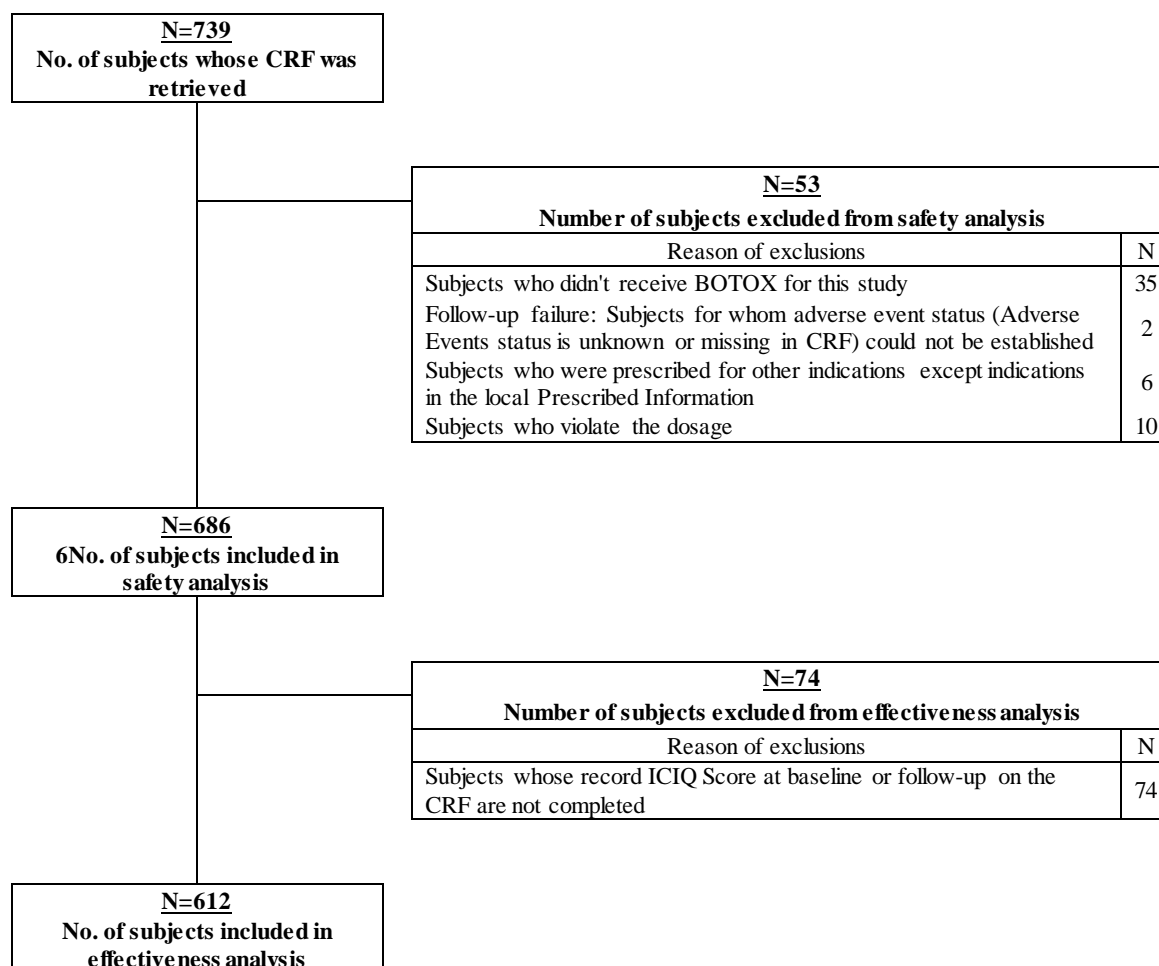 N=739
No. of subjects whose CRF was
retrieved
N=53
Number of subjects excluded from safety analysis
Reason of exclusions N
Subjects who didn't receive BOTOX for this study 35
Follow-up failure: Subjects for whom adverse event status (Adverse
Events status is unknown or missing in CRF) could not be established 2
Subjects who were prescribed for other indications except indications
in the local Prescribed Information 6
Subjects who violate the dosage 10
N=686
6No. of subjects included in
safety analysis
N=74
Number of subjects excluded from effectiveness analysis
Reason of exclusions N
Subjects whose record ICIQ Score at baseline or follow-up on the
CRF are not completed 74
N=612
No. of subjects included in
effectiveness analysis